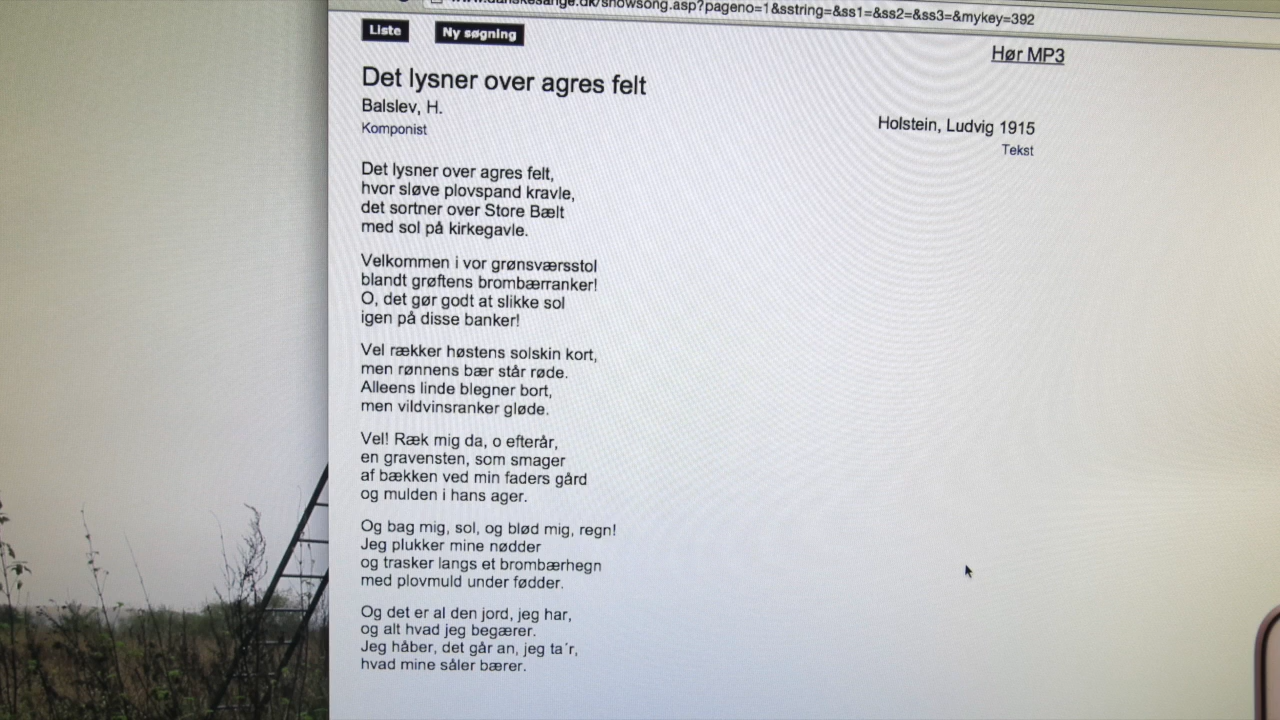 www.danskesange.dk/showsong.asp?pageno=1&sstring=&ss1=&ss2=&ss3=&mykey=392
Liste
Ny søgning
Hør MP3
Det lysner over agres felt
Balslev, H.
Komponist
Holstein, Ludvig 1915
Tekst
Det lysner over agres felt,
hvor sløve plovspand kravle,
det sortner over Store Bælt
med sol på kirkegavle.
Velkommen i vor grønsværsstol
blandt grøftens brombærranker!
O, det gør godt at slikke sol
igen på disse banker!
Vel rækker høstens solskin kort,
men rønnens bær står røde.
Alleens linde blegner bort,
men vildvinsranker gløde.
Vel! Ræk mig da, o efterår,
en gravensten, som smager
af bækken ved min faders gård
og mulden i hans ager.
Og bag mig, sol, og blød mig, regn!
Jeg plukker mine nødder
og trasker langs et brombærhegn
med plovmuld under fødder.
Og det er al den jord, jeg har,
og alt hvad jeg begærer.
Jeg håber, det går an, jeg ta´r,
hvad mine såler bærer.